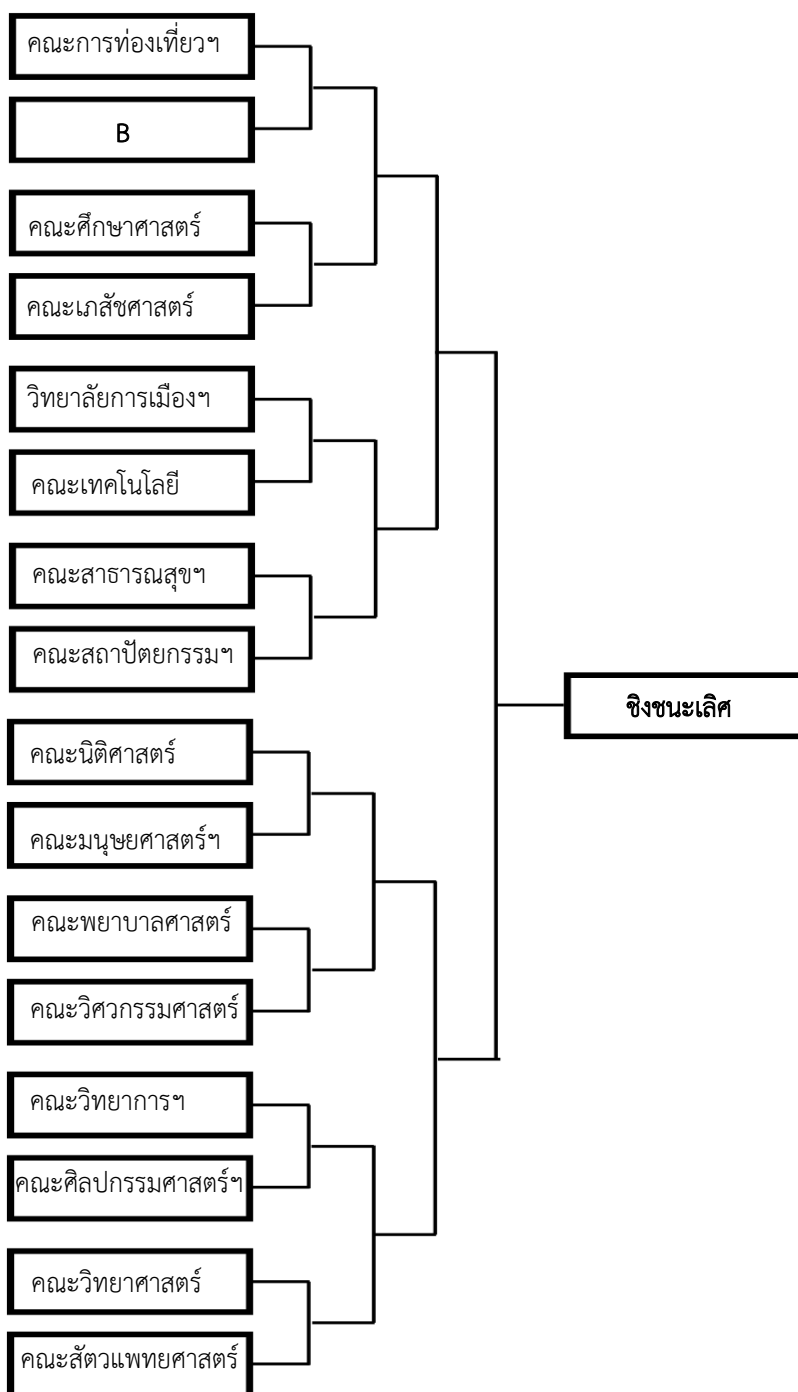 คณะการท่องเที่ยวฯ
B
คณะศึกษาศาสตร์
คณะเภสัชศาสตร์
วิทยาลัยการเมืองฯ
คณะเทคโนโลยี
คณะสาธารณสุขฯ
คณะสถาปัตยกรรมฯ
ชิงชนะเลิศ
คณะนิติศาสตร์
คณะมนุษยศาสตร์ฯ
คณะพยาบาลศาสตร์
คณะวิศวกรรมศาสตร์
คณะวิทยาการฯ
คณะศิลปกรรมศาสตร์ฯ
คณะวิทยาศาสตร์
คณะสัตวแพทยศาสตร์